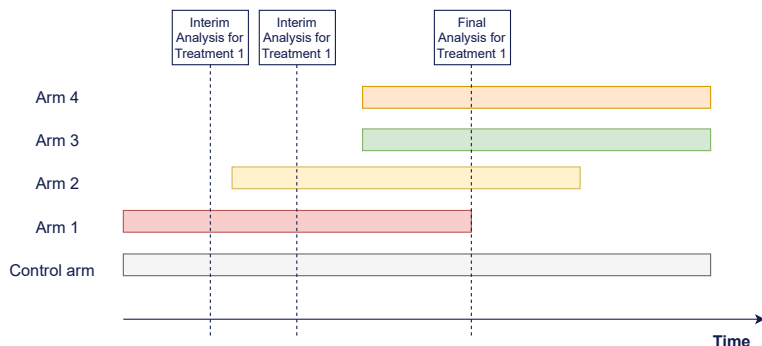 Interim
Analysis for
Treatment 1
Interim
Analysis for
Treatment 1
Final
Analysis for
Treatment 1
Arm 4
Arm 3
Arm 2
Arm 1
Control arm
Time